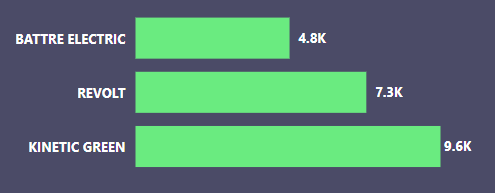 BATTRE ELECTRIC 4.8K
REVOLT 7.3K
KINETIC GREEN 9.6K